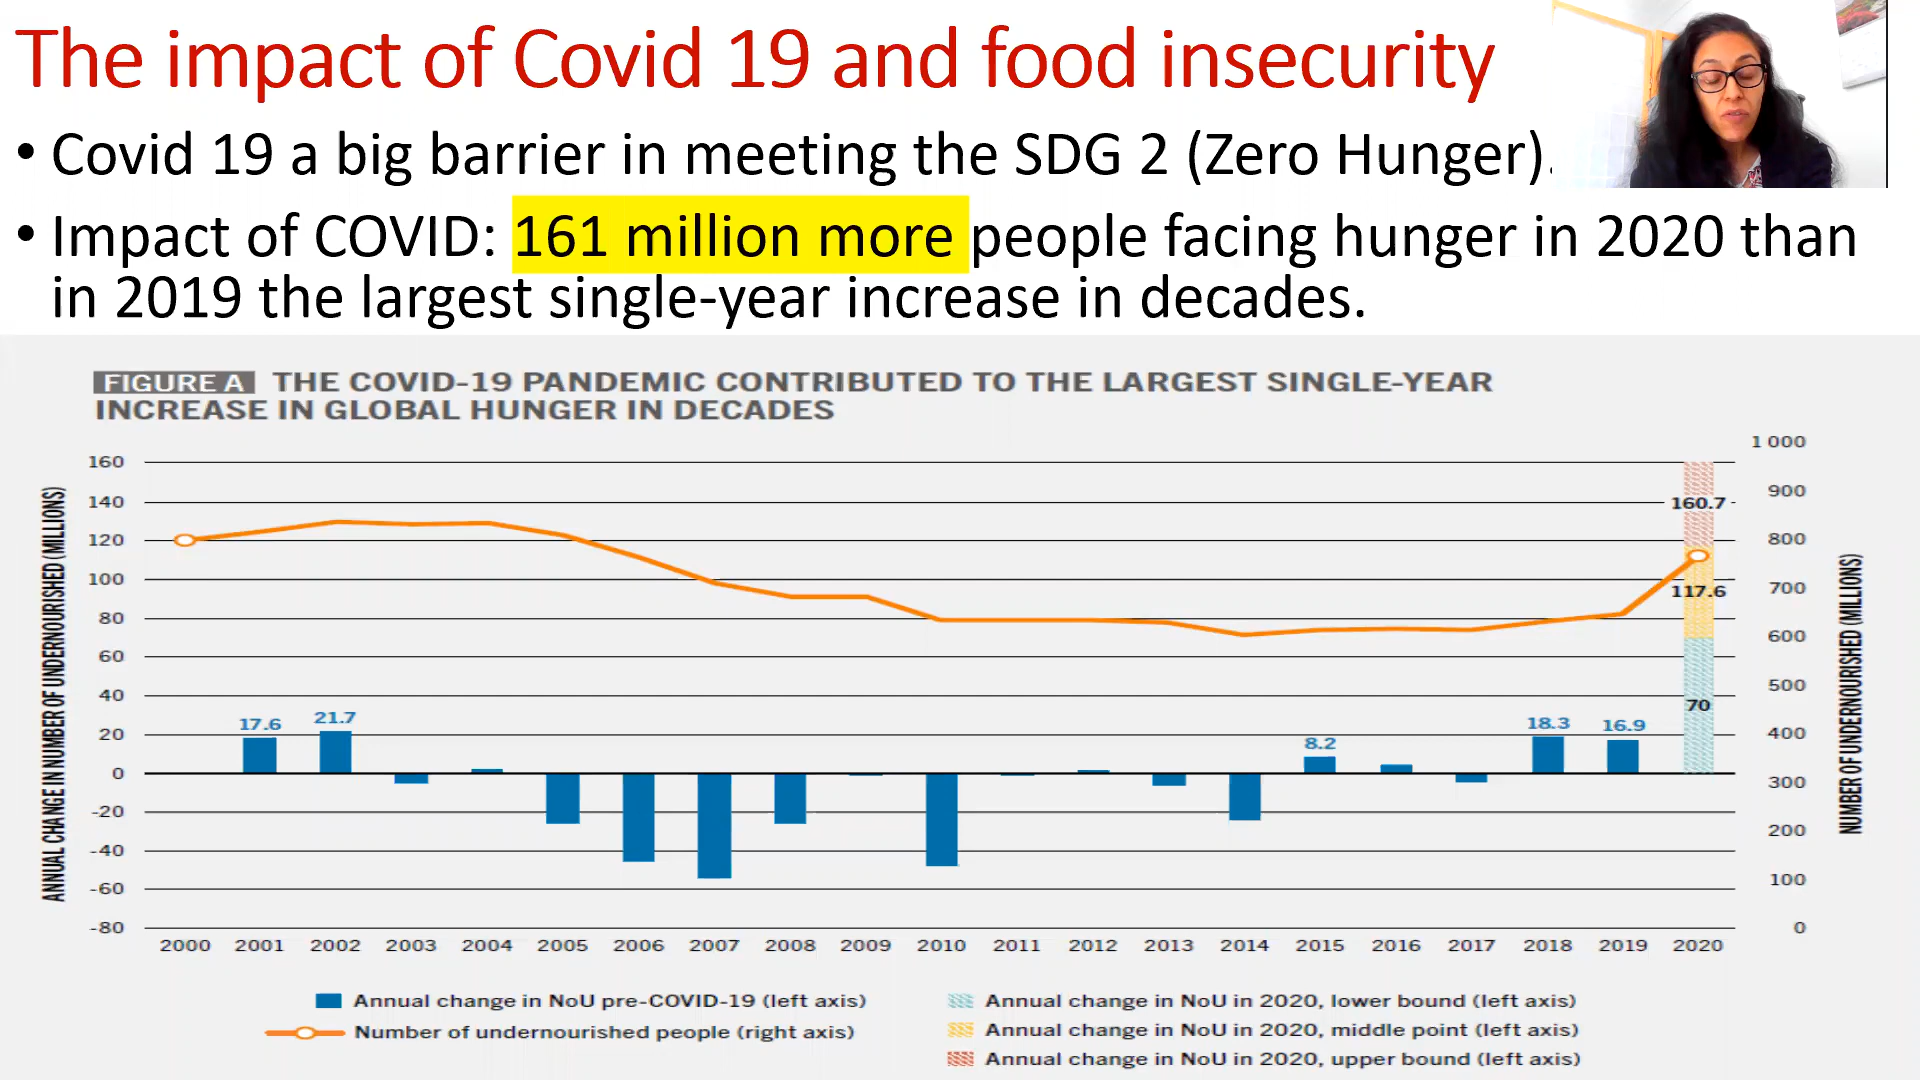 The impact of Covid 19 and food insecurity
• Covid 19 a big barrier in meeting the SDG 2 (Zero Hunger).
• Impact of COVID: 161 million more people facing hunger in 2020 than
in 2019 the largest single-year increase in decades.
FIGURE A THE COVID-19 PANDEMIC CONTRIBUTED TO THE LARGEST SINGLE-YEAR
INCREASE IN GLOBAL HUNGER IN DECADES
ANNUAL CHANGE IN NUMBER OF UNDERNOURISHED (MILLIONS)
160
140
120
100
80
60
40
20
0
-20
-40
-60
-80
17.6
21.7
8.2
18.3
16.9
160.7
117.6
70
1 000
900
800
700
600
500
400
300
200
100
0
NUMBER OF UNDERNOURISHED (MILLIONS)
2000 2001 2002 2003 2004 2005 2006 2007 2008 2009 2010 2011 2012 2013 2014 2015 2016 2017 2018 2019 2020
Annual change in NoU pre-COVID-19 (left axis)
Number of undernourished people (right axis)
Annual change in NoU in 2020, lower bound (left axis)
Annual change in NoU in 2020, middle point (left axis)
Annual change in NoU in 2020, upper bound (left axis)